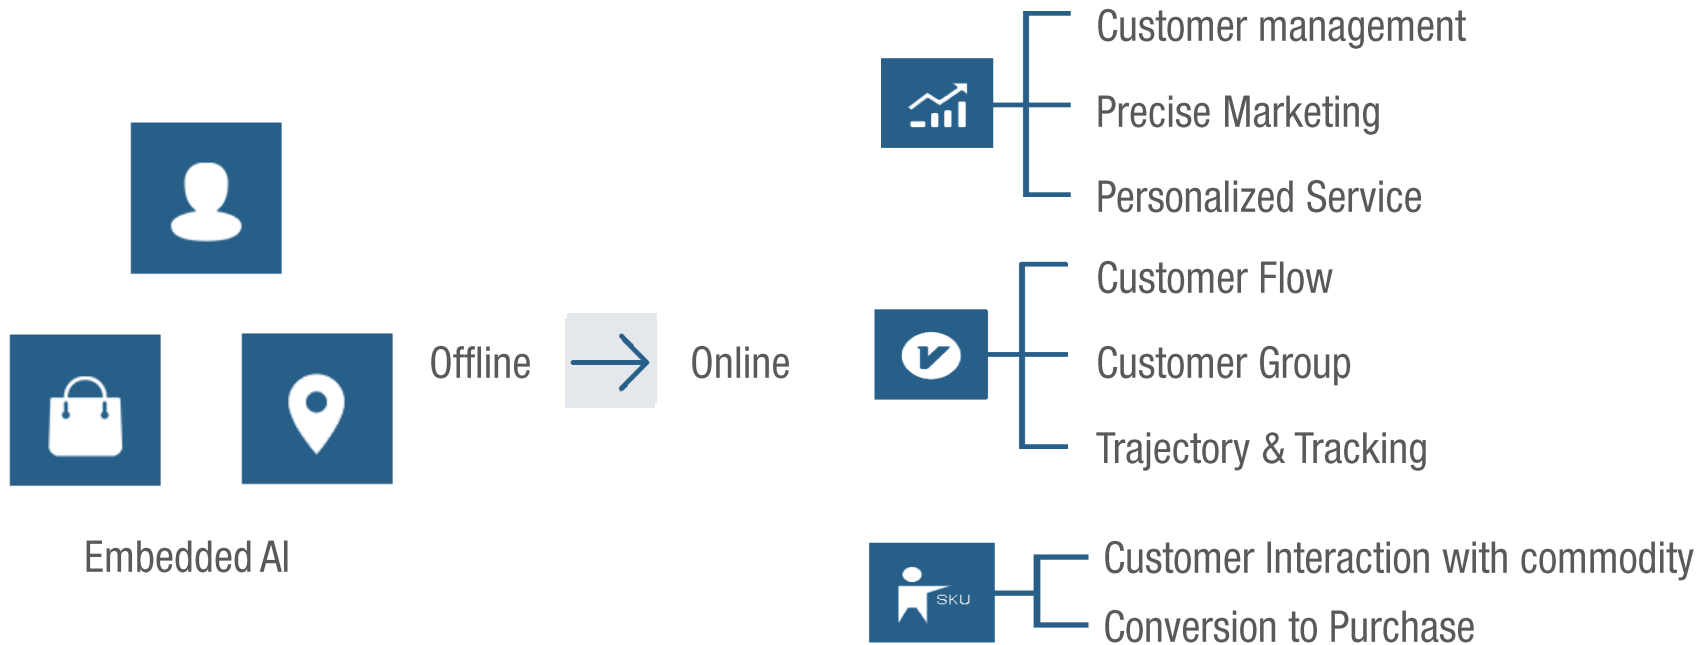 Customer management
Precise Marketing
Personalized Service
Customer Flow
Offline
Online
Customer Group
Trajectory & Tracking
Embedded AI
SKU
Customer Interaction with commodity
Conversion to Purchase